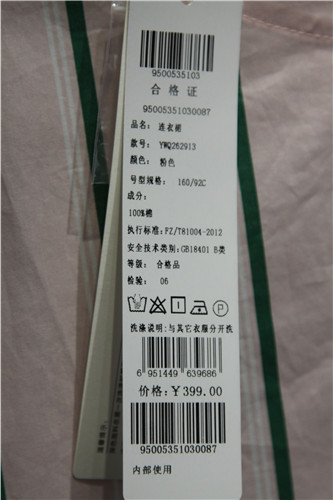 9500535103
合格证
95005351030087
品名: 连衣裙
款号: YWQ262913
颜色: 粉色
号型规格: 160/92C
成分:
100%棉
执行标准: FZ/T81004-2012
安全技术类别: GB18401 B类
等级: 合格品
检验: 06
P
洗涤说明:与其它衣服分开洗
6 951449 639686
价格:¥399.00
95005351030087
内部使用